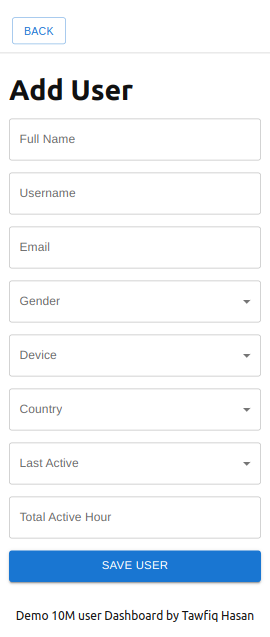 BACK
Add User
Full Name
Username
Email
Gender
Device
Country
Last Active
Total Active Hour
SAVE USER
Demo 10M user Dashboard by Tawfiq Hasan